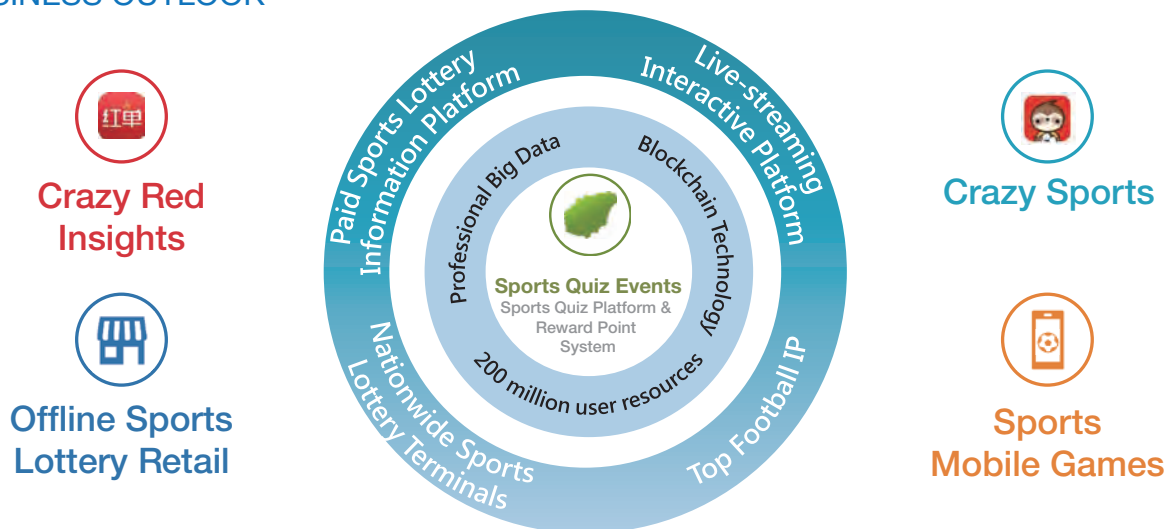 BUSINESS OUTLOOK
Paid Sports Lottery
Information Platform
Live-streaming
Interactive Platform
红单
Crazy Red
Insights
Professional Big Data
Blockchain Technology
Crazy Sports
Sports Quiz Events
Sports Quiz Platform &
Reward Point
System
200 million user resources
Nationwide Sports
Lottery Terminals
Top Football IP
Offline Sports
Lottery Retail
Sports
Mobile Games